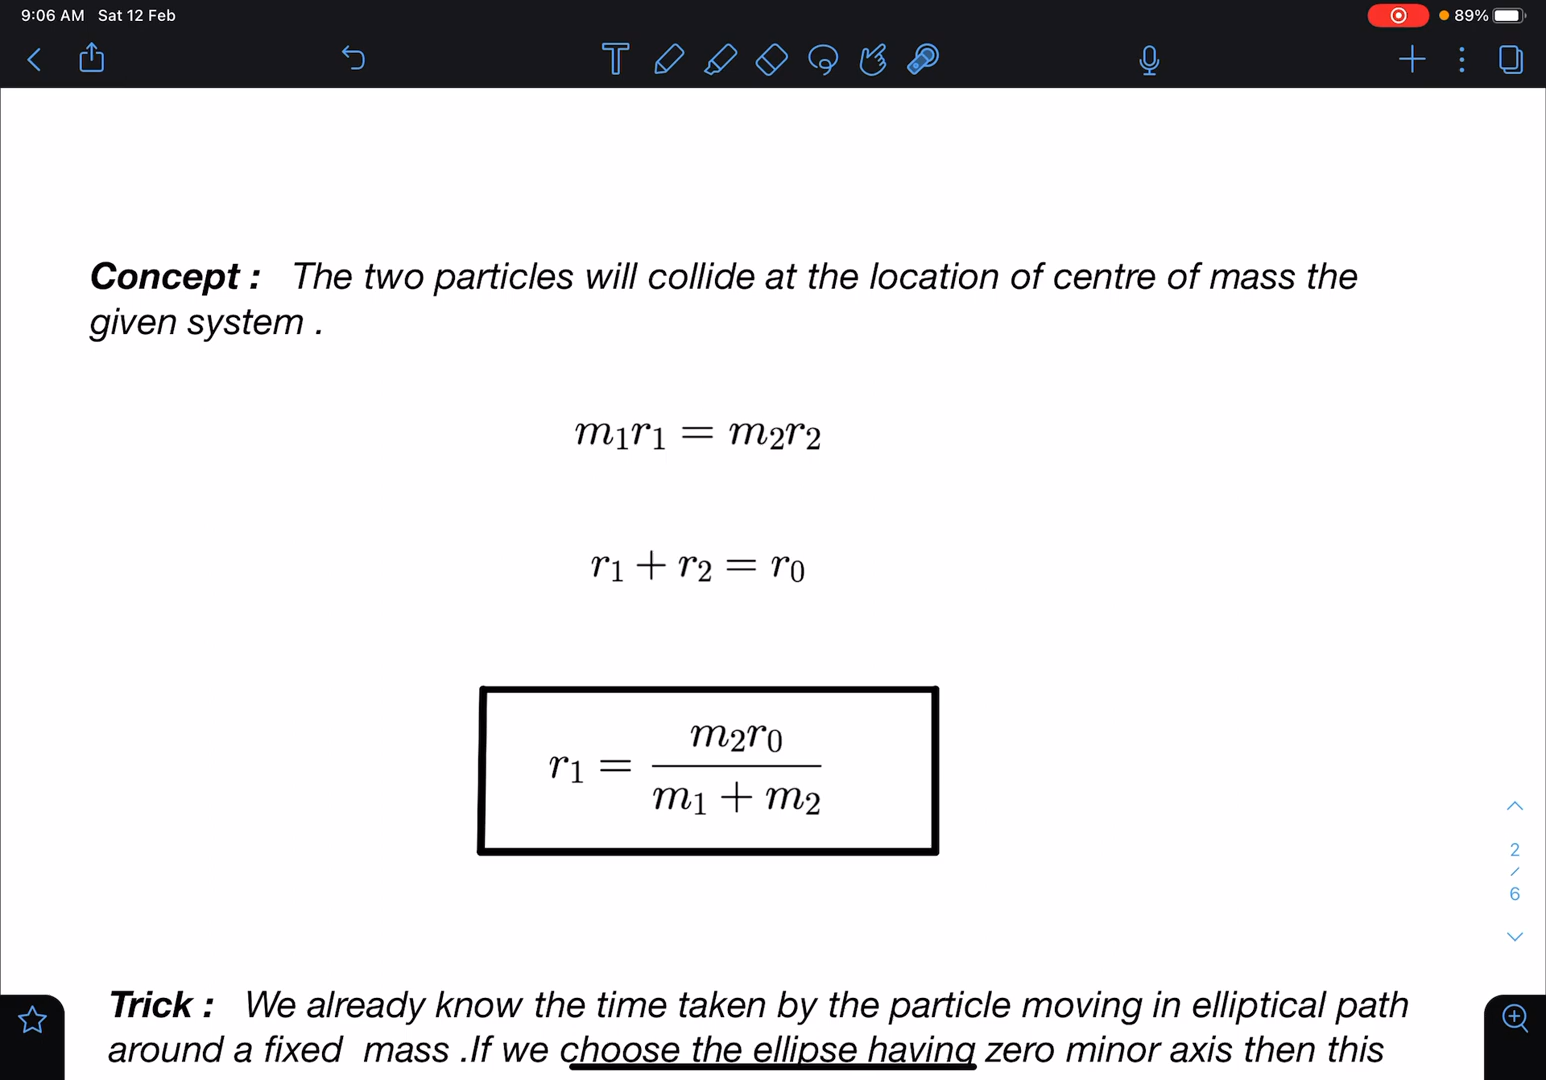 9:06 AM Sat 12 Feb
89%
Concept : The two particles will collide at the location of centre of mass the
given system .
m₁r₁ = m₂r₂
r₁ + r₂ = r₀
r₁ = m₂r₀ / (m₁ + m₂)
2
/
6
Trick : We already know the time taken by the particle moving in elliptical path
around a fixed mass .If we choose the ellipse having zero minor axis then this